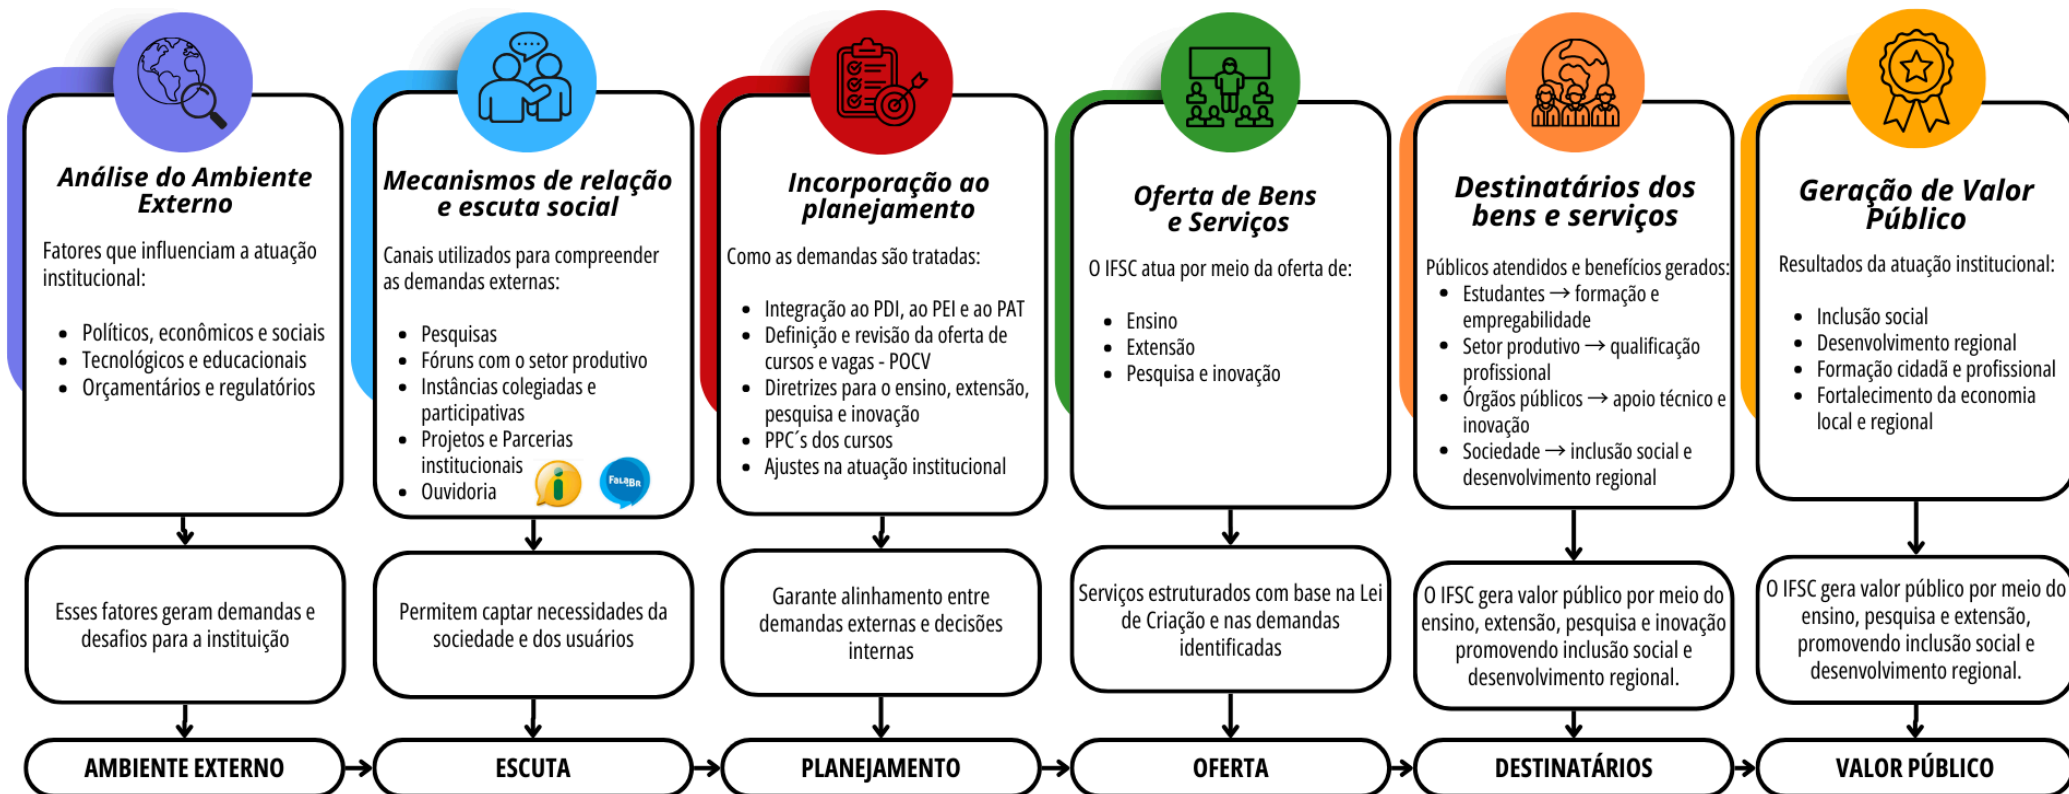 Análise do Ambiente
Externo
Fatores que influenciam a atuação
institucional:
• Políticos, econômicos e sociais
• Tecnológicos e educacionais
• Orçamentários e regulatórios
Esses fatores geram demandas e
desafios para a instituição
AMBIENTE EXTERNO
Mecanismos de relação
e escuta social
Canais utilizados para compreender
as demandas externas:
• Pesquisas
• Fóruns com o setor produtivo
• Instâncias colegiadas e
participativas
• Projetos e Parcerias
institucionais
• Ouvidoria
i
FALA.BR
Permitem captar necessidades da
sociedade e dos usuários
ESCUTA
Incorporação ao
planejamento
Como as demandas são tratadas:
• Integração ao PDI, ao PEI e ao PAT
• Definição e revisão da oferta de
cursos e vagas - POCV
• Diretrizes para o ensino, extensão,
pesquisa e inovação
• PPC´s dos cursos
• Ajustes na atuação institucional
Garante alinhamento entre
demandas externas e decisões
internas
PLANEJAMENTO
Oferta de Bens
e Serviços
O IFSC atua por meio da oferta de:
• Ensino
• Extensão
• Pesquisa e inovação
Serviços estruturados com base na Lei
de Criação e nas demandas
identificadas
OFERTA
Destinatários dos
bens e serviços
Públicos atendidos e benefícios gerados:
• Estudantes → formação e
empregabilidade
• Setor produtivo → qualificação
profissional
• Órgãos públicos → apoio técnico e
inovação
• Sociedade → inclusão social e
desenvolvimento regional
O IFSC gera valor público por meio do
ensino, extensão, pesquisa e inovação
promovendo inclusão social e
desenvolvimento regional.
DESTINATÁRIOS
Geração de Valor
Público
Resultados da atuação institucional:
• Inclusão social
• Desenvolvimento regional
• Formação cidadã e profissional
• Fortalecimento da economia
local e regional
O IFSC gera valor público por meio do
ensino, pesquisa e extensão,
promovendo inclusão social e
desenvolvimento regional.
VALOR PÚBLICO